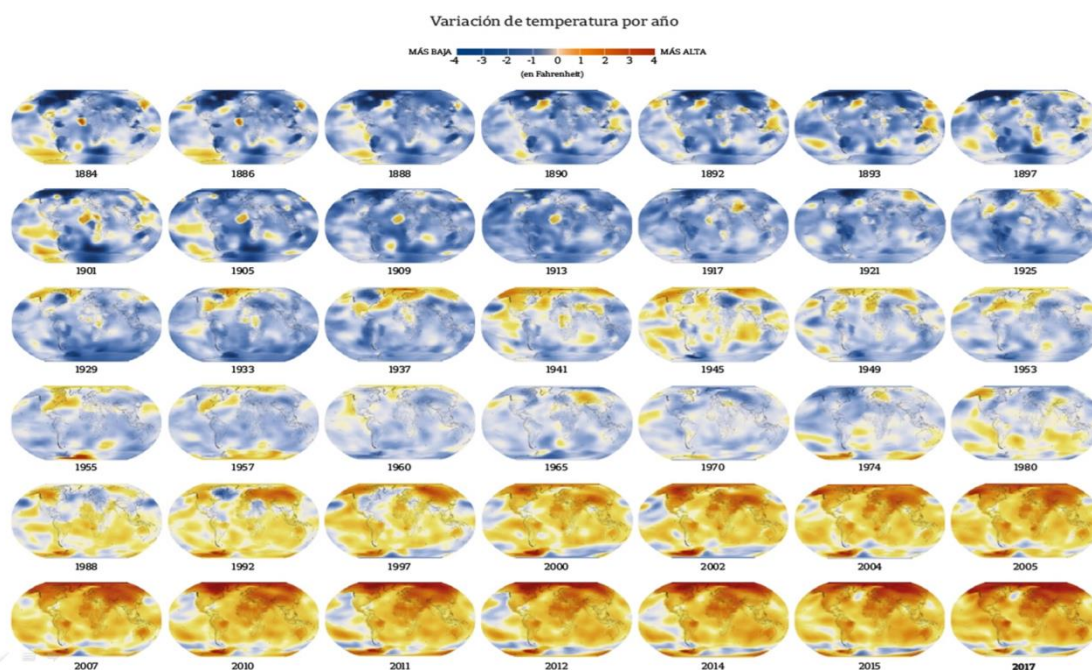 Variación de temperatura por año
MÁS BAJA -4 -3 -2 -1 0 1 2 3 4 MÁS ALTA
(en Fahrenheit)
1884 1886 1888 1890 1892 1893 1897
1901 1905 1909 1913 1917 1921 1925
1929 1933 1937 1941 1945 1949 1953
1955 1957 1960 1965 1970 1974 1980
1988 1992 1997 2000 2002 2004 2005
2007 2010 2011 2012 2014 2015 2017